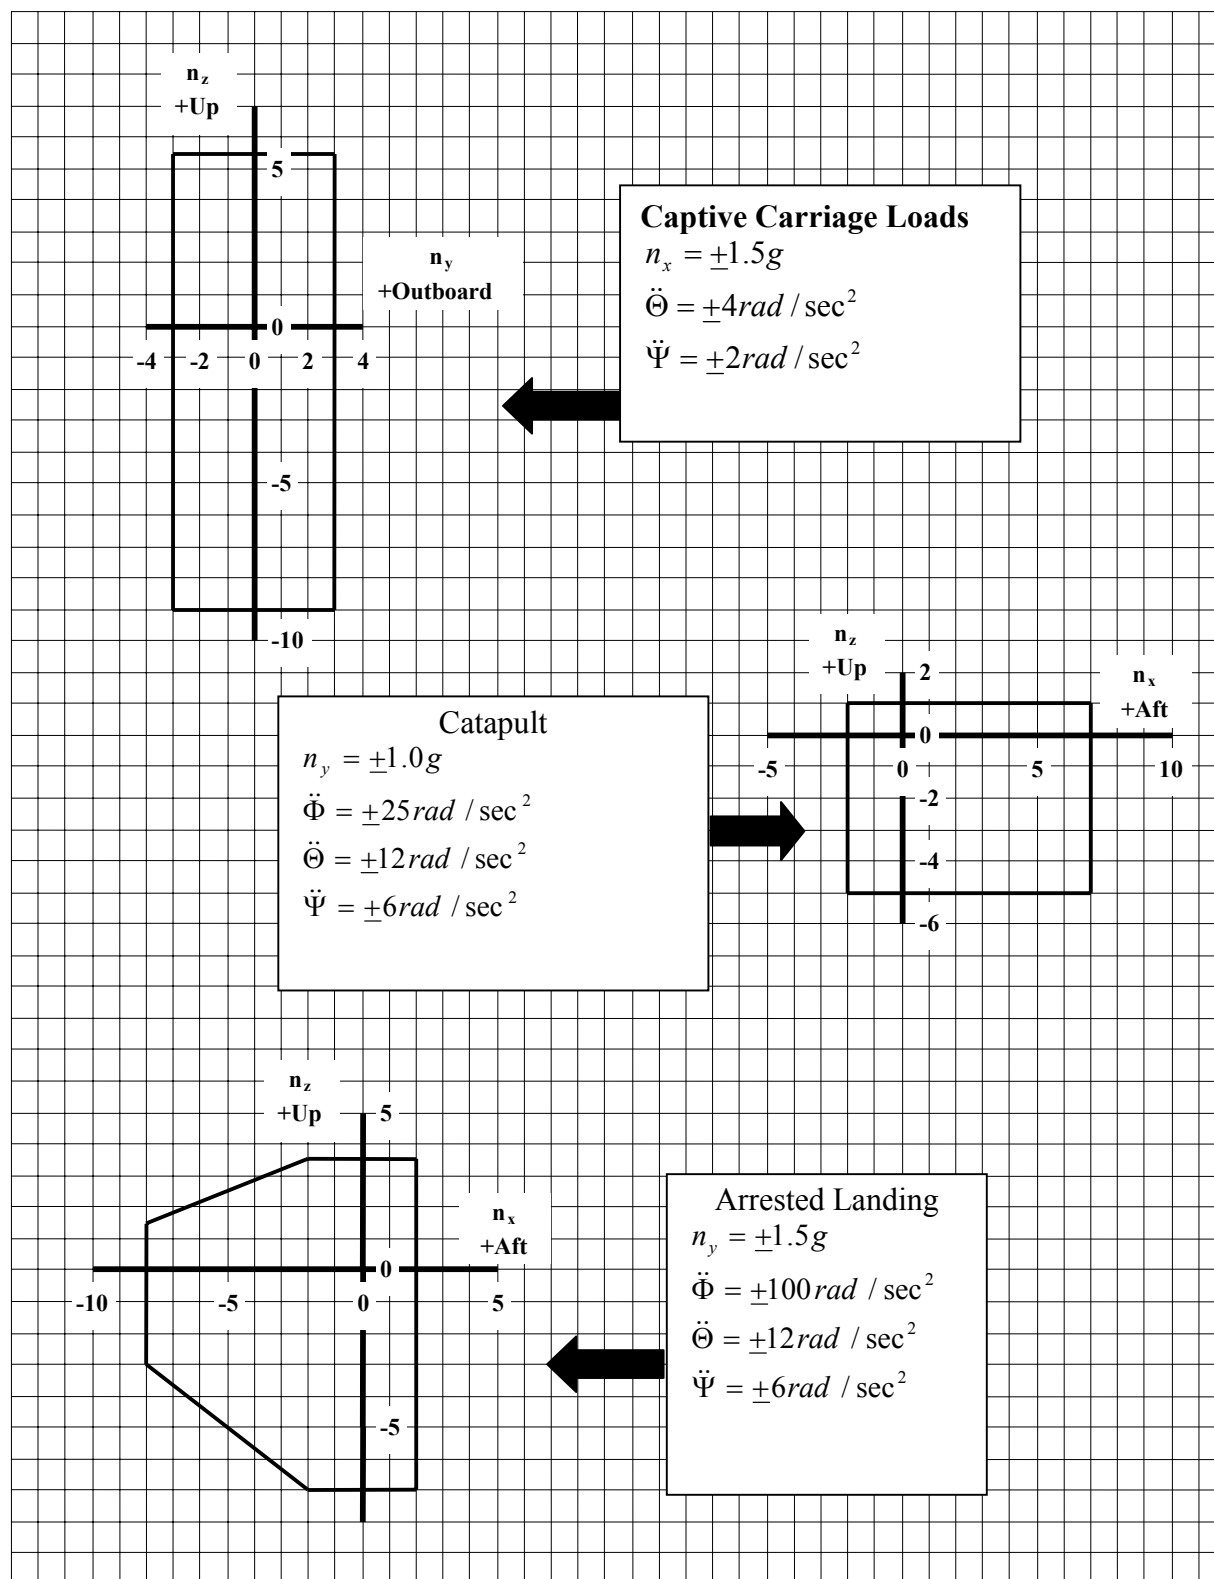 n_z
+Up
5
n_y
+Outboard
0
-4 -2 0 2 4
-5
-10
Captive Carriage Loads
n_x = ±1.5g
Θ̈ = ±4rad / sec²
Ψ̈ = ±2rad / sec²
n_z
+Up
2
n_x
+Aft
0
-5 0 5 10
-2
-4
-6
Catapult
n_y = ±1.0g
Φ̈ = ±25rad / sec²
Θ̈ = ±12rad / sec²
Ψ̈ = ±6rad / sec²
n_z
+Up
5
n_x
+Aft
0
-10 -5 0 5
-5
Arrested Landing
n_y = ±1.5g
Φ̈ = ±100rad / sec²
Θ̈ = ±12rad / sec²
Ψ̈ = ±6rad / sec²